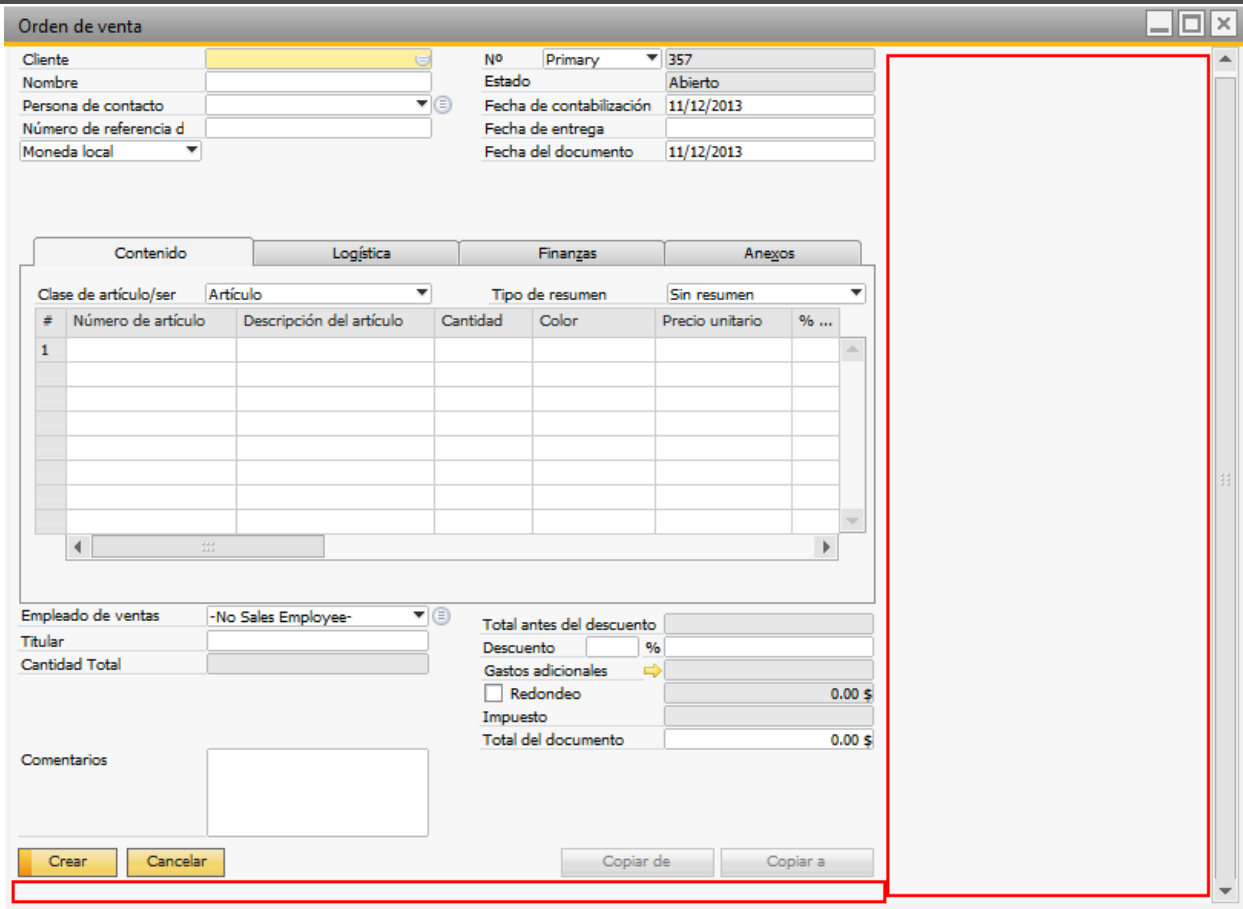 Orden de venta
Cliente
Nº Primary 357
Nombre
Estado Abierto
Persona de contacto
Fecha de contabilización 11/12/2013
Número de referencia d
Fecha de entrega
Moneda local
Fecha del documento 11/12/2013
Contenido Logística Finanzas Anexos
Clase de artículo/ser Artículo Tipo de resumen Sin resumen
# Número de artículo Descripción del artículo Cantidad Color Precio unitario % ...
1
Empleado de ventas -No Sales Employee-
Total antes del descuento
Titular
Descuento %
Cantidad Total
Gastos adicionales
Redondeo 0.00 $
Impuesto
Total del documento 0.00 $
Comentarios
Crear Cancelar Copiar de Copiar a